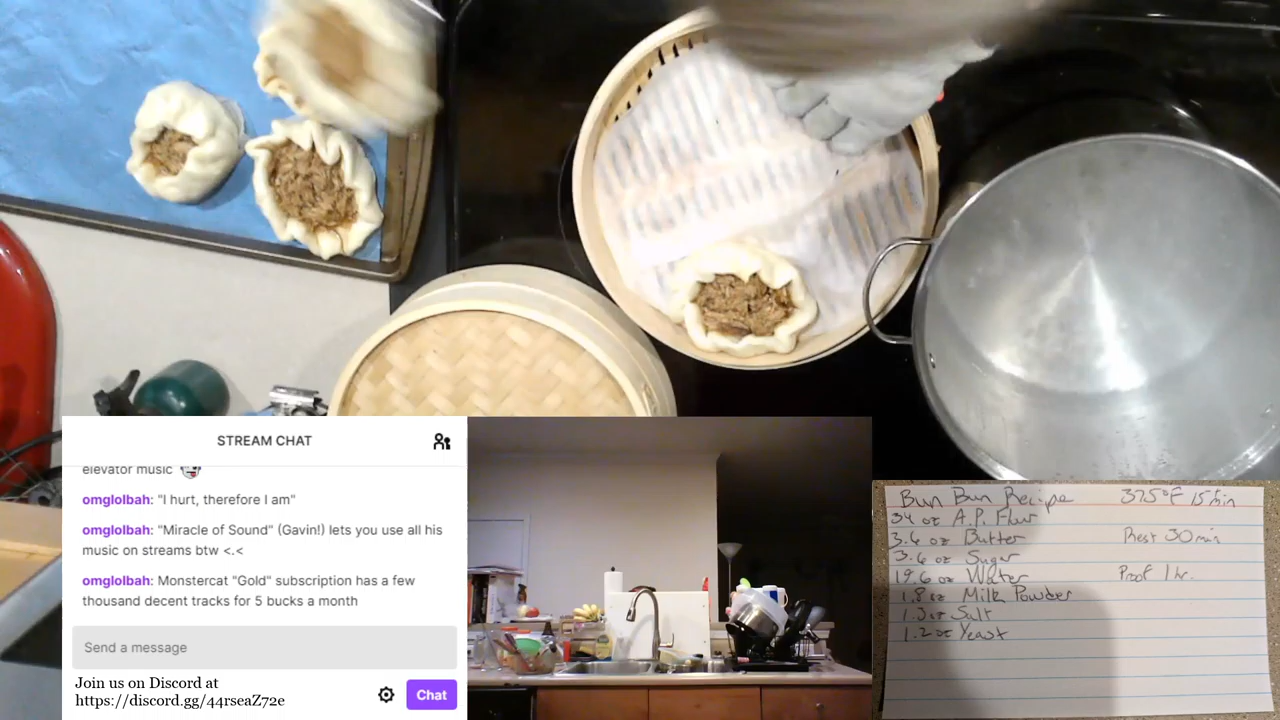 STREAM CHAT
elevator music
omglolbah: "I hurt, therefore I am"
omglolbah: "Miracle of Sound" (Gavin!) lets you use all his
music on streams btw <.<
omglolbah: Monstercat "Gold" subscription has a few
thousand decent tracks for 5 bucks a month
Send a message
Join us on Discord at
https://discord.gg/44rseaZ72e
Chat
Bun Bun Recipe 375°F 15 min
34 oz A.P. Flour
3.6 oz Butter Rest 30 min
3.6 oz Sugar
19.6 oz Water Proof 1 hr.
1.8 oz Milk Powder
1.3 oz Salt
1.2 oz Yeast